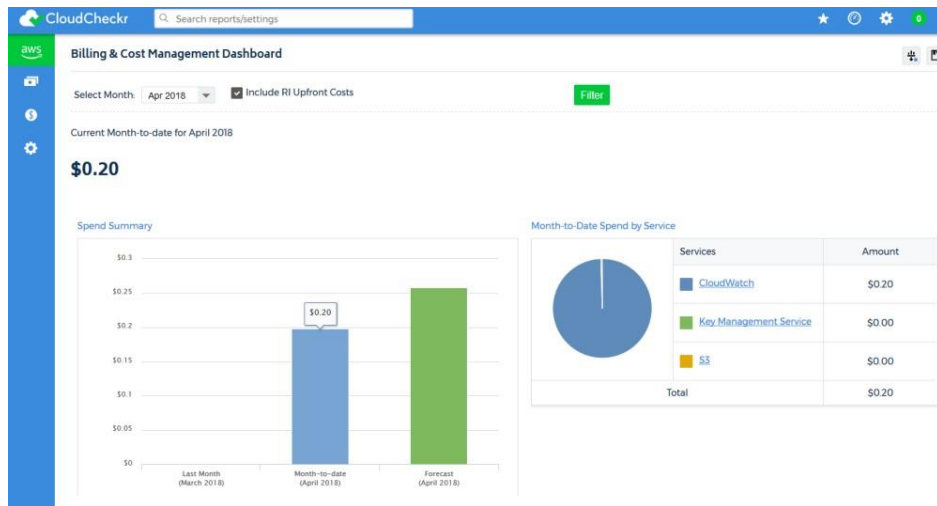 CloudCheckr
Search reports/settings
0
aws
Billing & Cost Management Dashboard
Select Month: Apr 2018 Include RI Upfront Costs Filter
Current Month-to-date for April 2018
$0.20
Spend Summary
$0.3
$0.25
$0.2
$0.15
$0.1
$0.05
$0
$0.20
Last Month
(March 2018)
Month-to-date
(April 2018)
Forecast
(April 2018)
Month-to-Date Spend by Service
Services Amount
CloudWatch $0.20
Key Management Service $0.00
S3 $0.00
Total $0.20